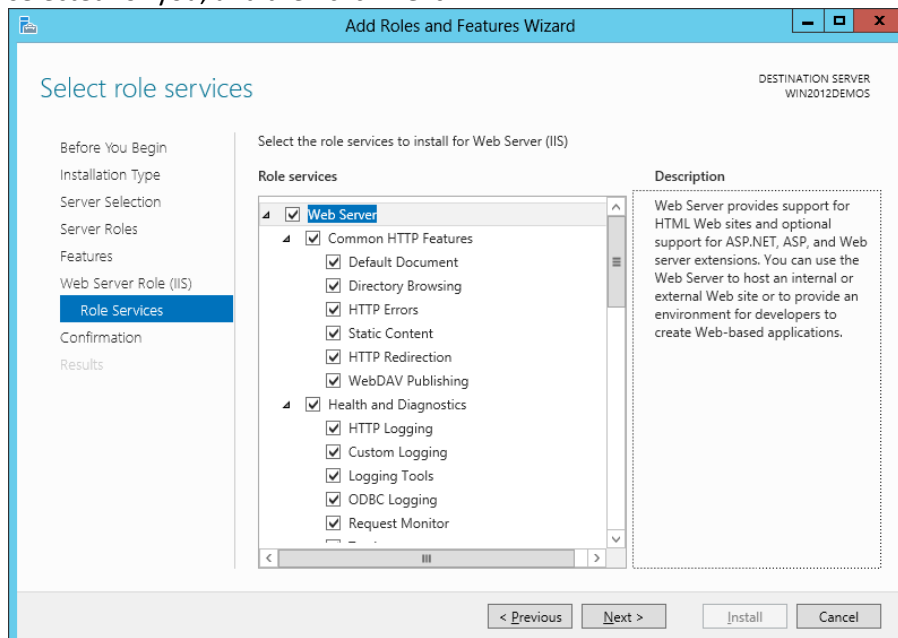 Add Roles and Features Wizard
Select role services
DESTINATION SERVER
WIN2012DEMOS
Before You Begin
Installation Type
Server Selection
Server Roles
Features
Web Server Role (IIS)
Role Services
Confirmation
Results
Select the role services to install for Web Server (IIS)
Role services
Web Server
Common HTTP Features
Default Document
Directory Browsing
HTTP Errors
Static Content
HTTP Redirection
WebDAV Publishing
Health and Diagnostics
HTTP Logging
Custom Logging
Logging Tools
ODBC Logging
Request Monitor
Description
Web Server provides support for
HTML Web sites and optional
support for ASP.NET, ASP, and Web
server extensions. You can use the
Web Server to host an internal or
external Web site or to provide an
environment for developers to
create Web-based applications.
< Previous
Next >
Install
Cancel